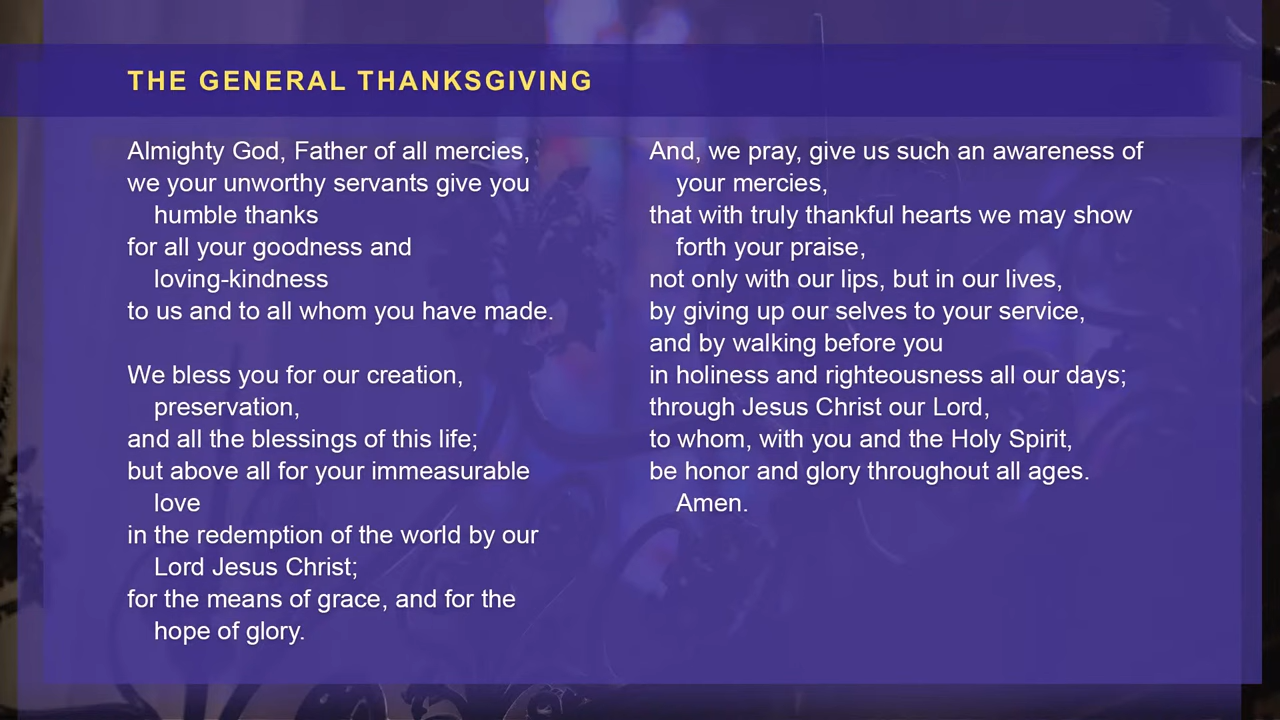 THE GENERAL THANKSGIVING
Almighty God, Father of all mercies,
we your unworthy servants give you
humble thanks
for all your goodness and
loving-kindness
to us and to all whom you have made.
We bless you for our creation,
preservation,
and all the blessings of this life;
but above all for your immeasurable
love
in the redemption of the world by our
Lord Jesus Christ;
for the means of grace, and for the
hope of glory.
And, we pray, give us such an awareness of
your mercies,
that with truly thankful hearts we may show
forth your praise,
not only with our lips, but in our lives,
by giving up our selves to your service,
and by walking before you
in holiness and righteousness all our days;
through Jesus Christ our Lord,
to whom, with you and the Holy Spirit,
be honor and glory throughout all ages.
Amen.